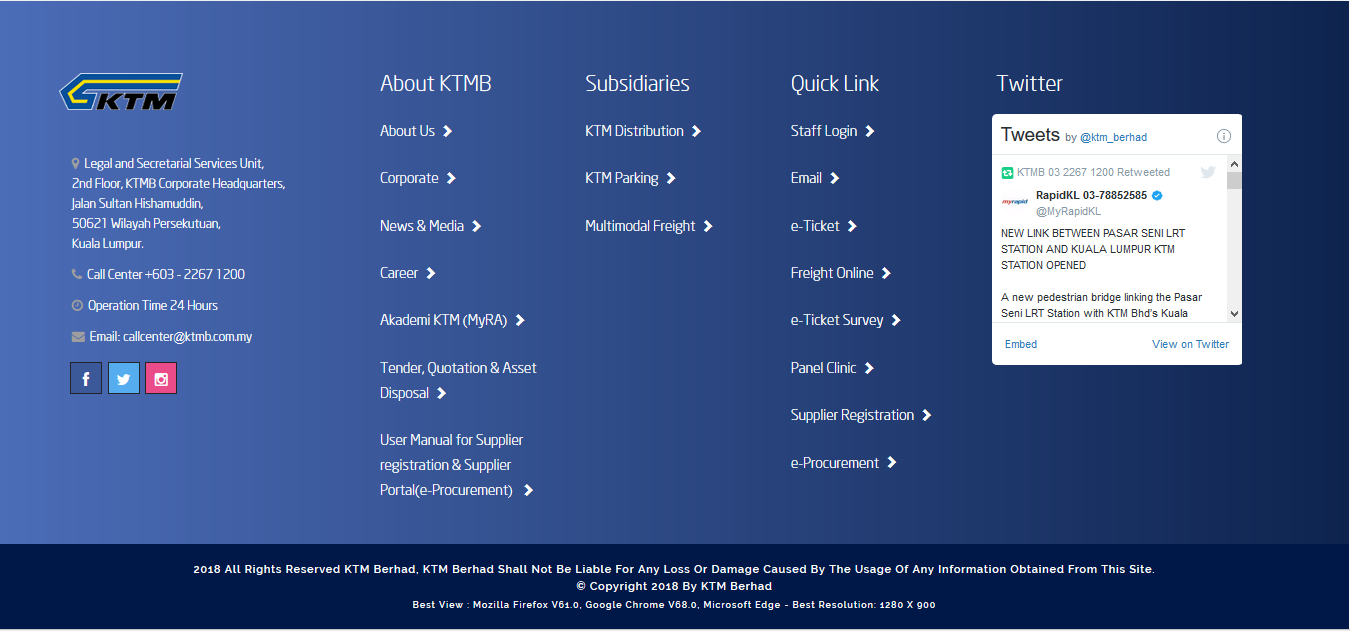 KTM
Legal and Secretarial Services Unit,
2nd Floor, KTMB Corporate Headquarters,
Jalan Sultan Hishamuddin,
50621 Wilayah Persekutuan,
Kuala Lumpur.
Call Center +603 - 2267 1200
Operation Time 24 Hours
Email: callcenter@ktmb.com.my
About KTMB
About Us
Corporate
News & Media
Career
Akademi KTM (MyRA)
Tender, Quotation & Asset
Disposal
User Manual for Supplier
registration & Supplier
Portal(e-Procurement)
Subsidiaries
KTM Distribution
KTM Parking
Multimodal Freight
Quick Link
Staff Login
Email
e-Ticket
Freight Online
e-Ticket Survey
Panel Clinic
Supplier Registration
e-Procurement
Twitter
Tweets by @ktm_berhad
KTMB 03 2267 1200 Retweeted
myrapid
RapidKL 03-78852585
@MyRapidKL
NEW LINK BETWEEN PASAR SENI LRT
STATION AND KUALA LUMPUR KTM
STATION OPENED
A new pedestrian bridge linking the Pasar
Seni LRT Station with KTM Bhd's Kuala
Embed View on Twitter
2018 All Rights Reserved KTM Berhad, KTM Berhad Shall Not Be Liable For Any Loss Or Damage Caused By The Usage Of Any Information Obtained From This Site.
© Copyright 2018 By KTM Berhad
Best View : Mozilla Firefox V61.0, Google Chrome V68.0, Microsoft Edge - Best Resolution: 1280 X 900